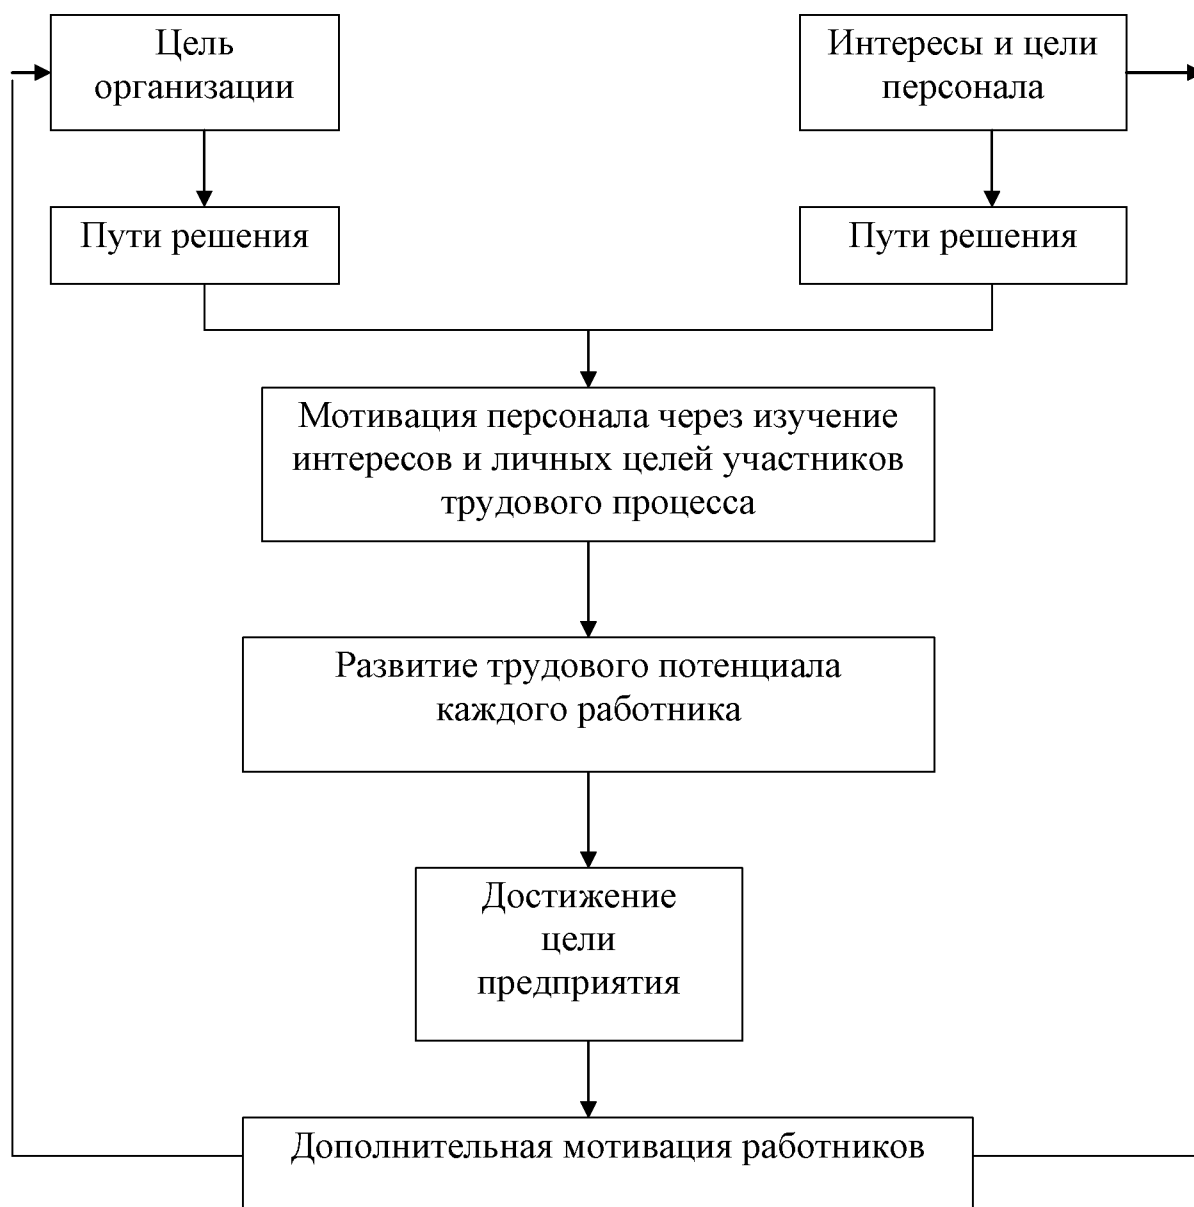 Цель
организации
Интересы и цели
персонала
Пути решения
Пути решения
Мотивация персонала через изучение
интересов и личных целей участников
трудового процесса
Развитие трудового потенциала
каждого работника
Достижение
цели
предприятия
Дополнительная мотивация работников